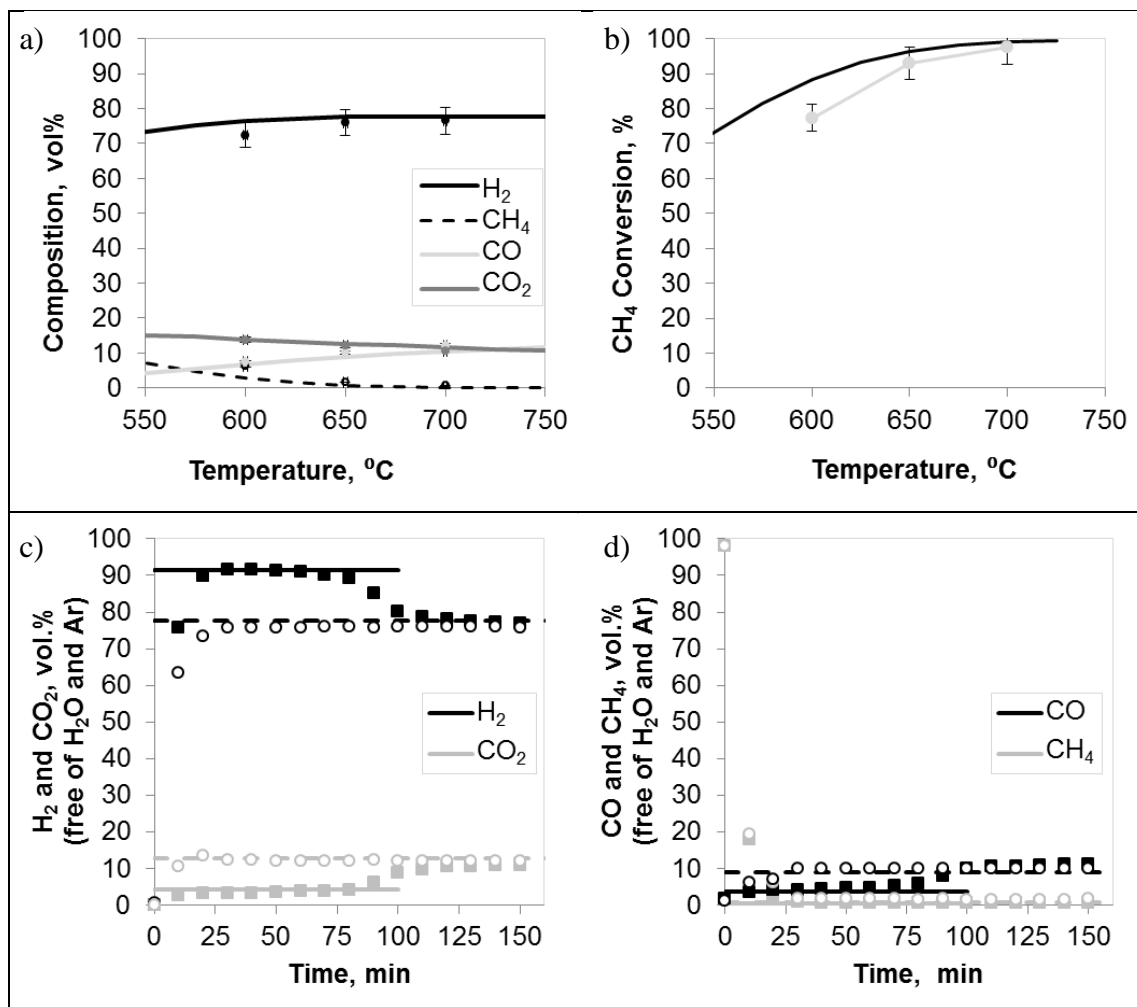 a)
Composition, vol%
100
90
80
70
60
50
40
30
20
10
0
H₂
CH₄
CO
CO₂
550 600 650 700 750
Temperature, ⁰C
b)
CH₄ Conversion, %
100
90
80
70
60
50
40
30
20
10
0
550 600 650 700 750
Temperature, ⁰C
c)
H₂ and CO₂, vol.%
(free of H₂O and Ar)
100
90
80
70
60
50
40
30
20
10
0
H₂
CO₂
0 25 50 75 100 125 150
Time, min
d)
CO and CH₄, vol.%
(free of H₂O and Ar)
100
90
80
70
60
50
40
30
20
10
0
CO
CH₄
0 25 50 75 100 125 150
Time, min